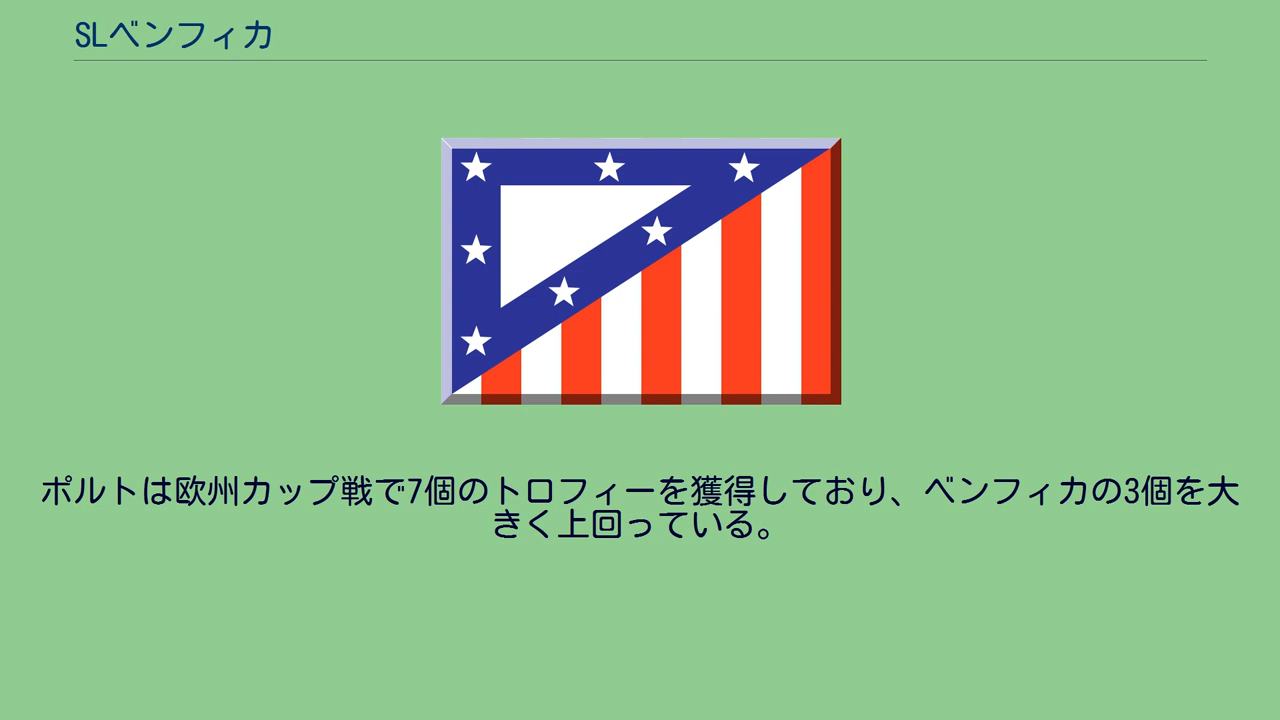 SLベンフィカ
ポルトは欧州カップ戦で7個のトロフィーを獲得しており、ベンフィカの3個を大
きく上回っている。